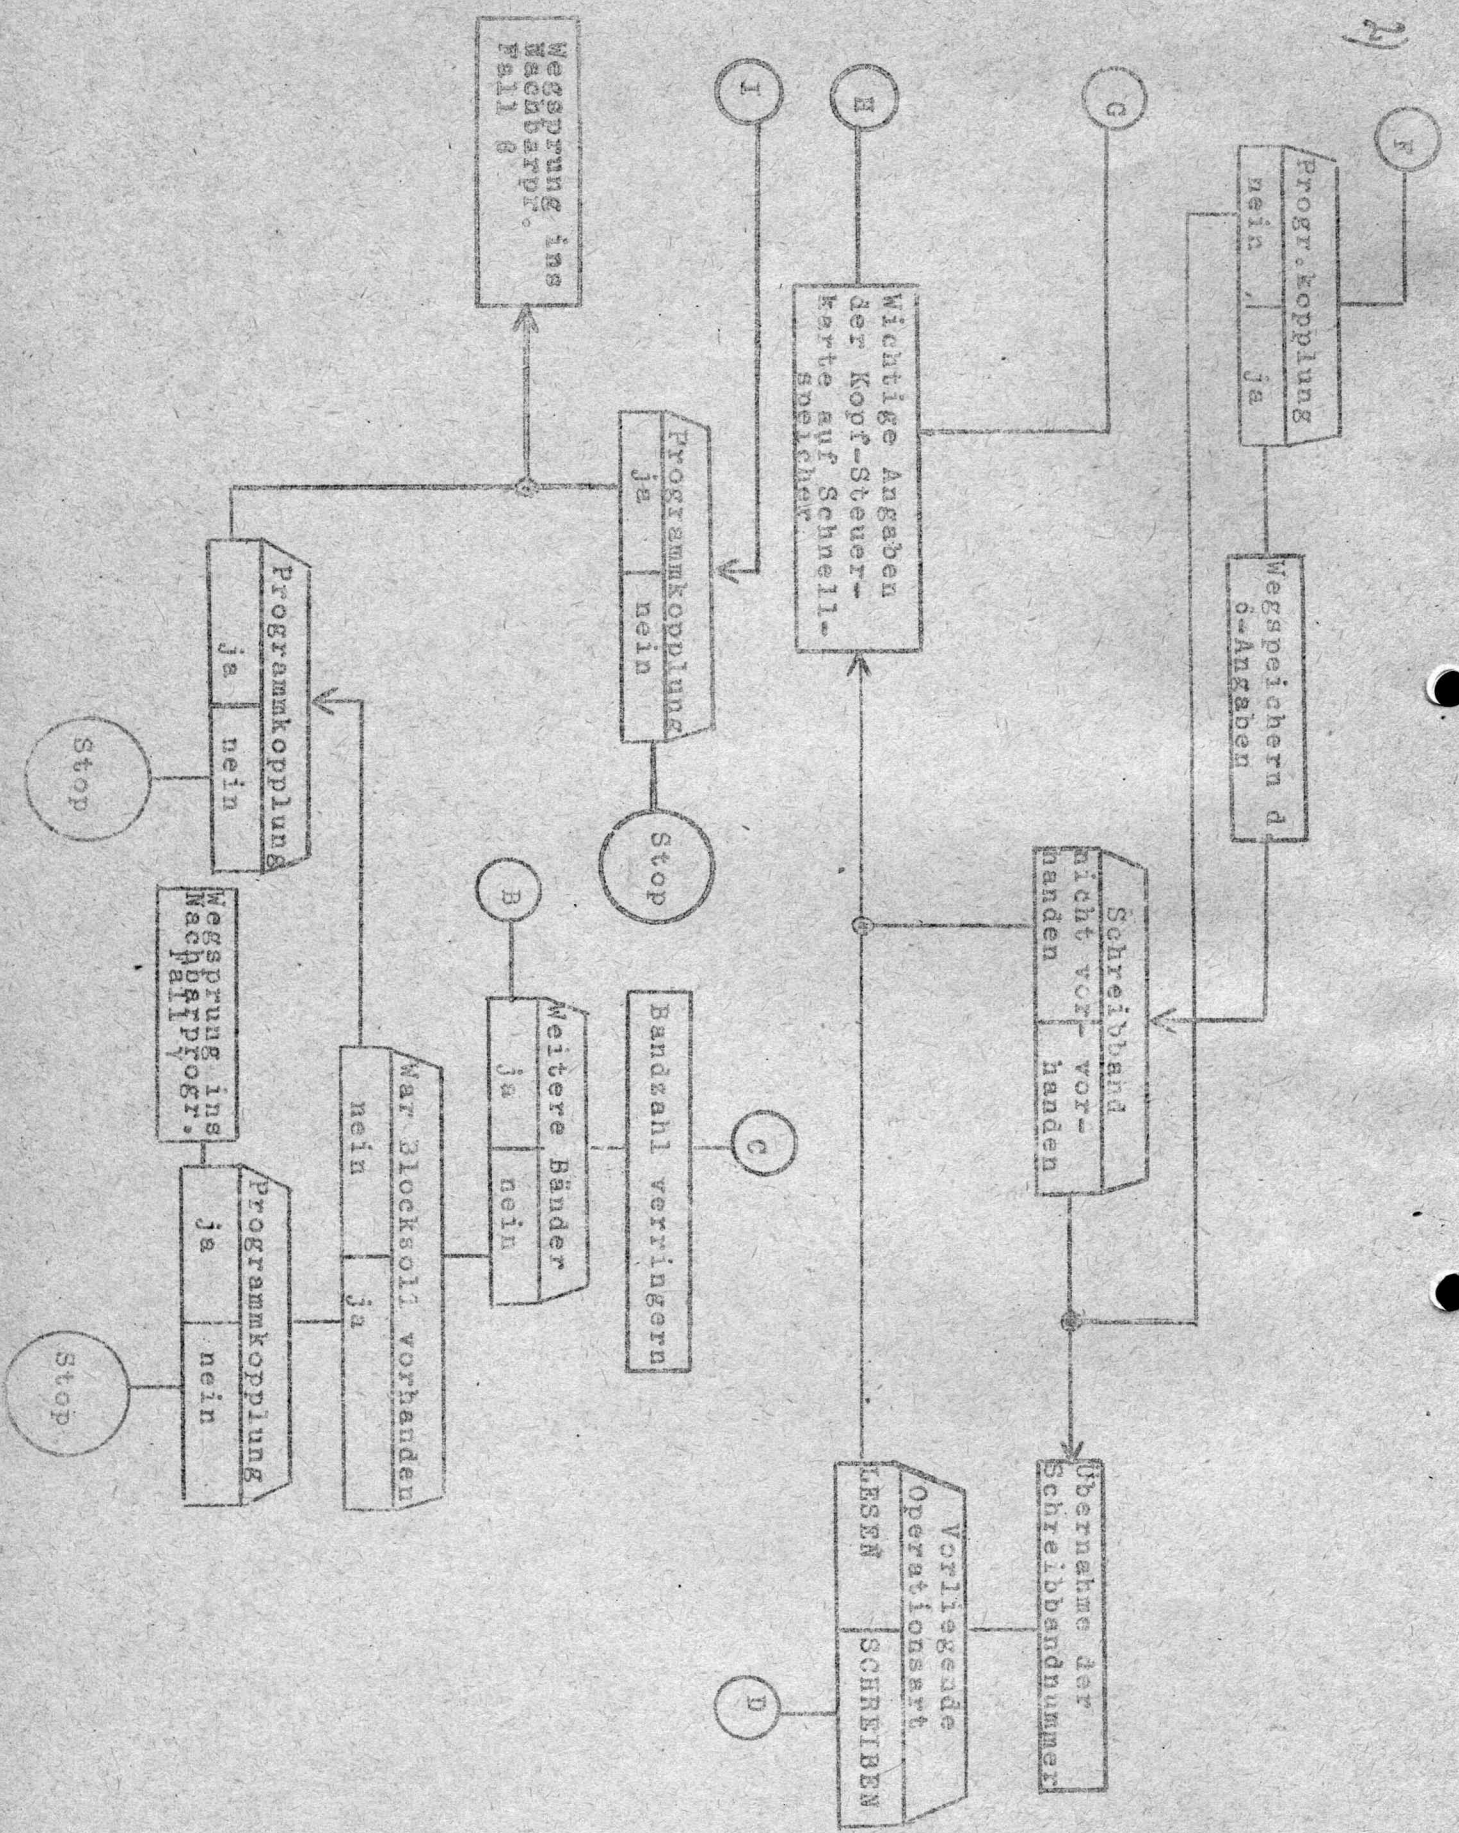 2)
F
Progr.kopplung
nein
ja
Wegspeichern d
ö-Angaben
Schreibband
nicht vor-
handen
vor-
handen
Übernahme der
Schreibbandnummer
Vorliegende
Operationsart
LESEN
SCHREIBEN
D
G
Wichtige Angaben
der Kopf-Steuer-
karte auf Schnell-
speicher
H
I
Programmkopplung
ja
nein
Stop
Wegsprung ins
Nachbarpr.
Fall
C
Bandzahl verringern
Weitere Bänder
ja
nein
B
War Blocksoll vorhanden
nein
ja
Programmkopplung
ja
nein
Stop
Programmkopplung
ja
nein
Stop
Wegsprung ins
Nachbarprogr.
Fall